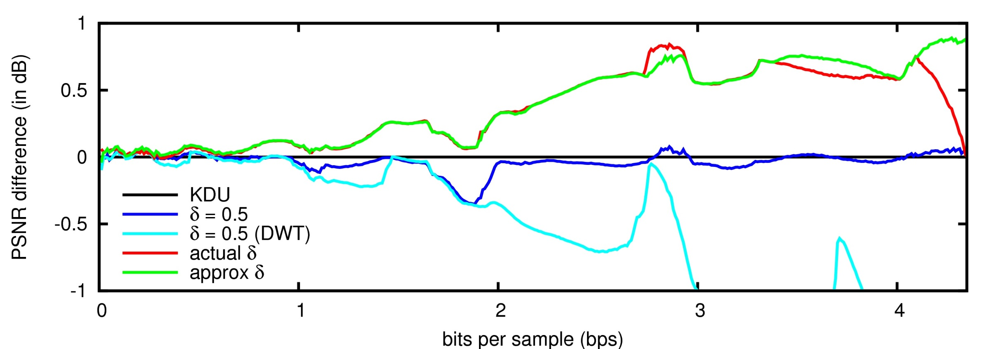 PSNR difference (in dB)
1
0.5
0
-0.5
-1
KDU
δ = 0.5
δ = 0.5 (DWT)
actual δ
approx δ
0 1 2 3 4
bits per sample (bps)